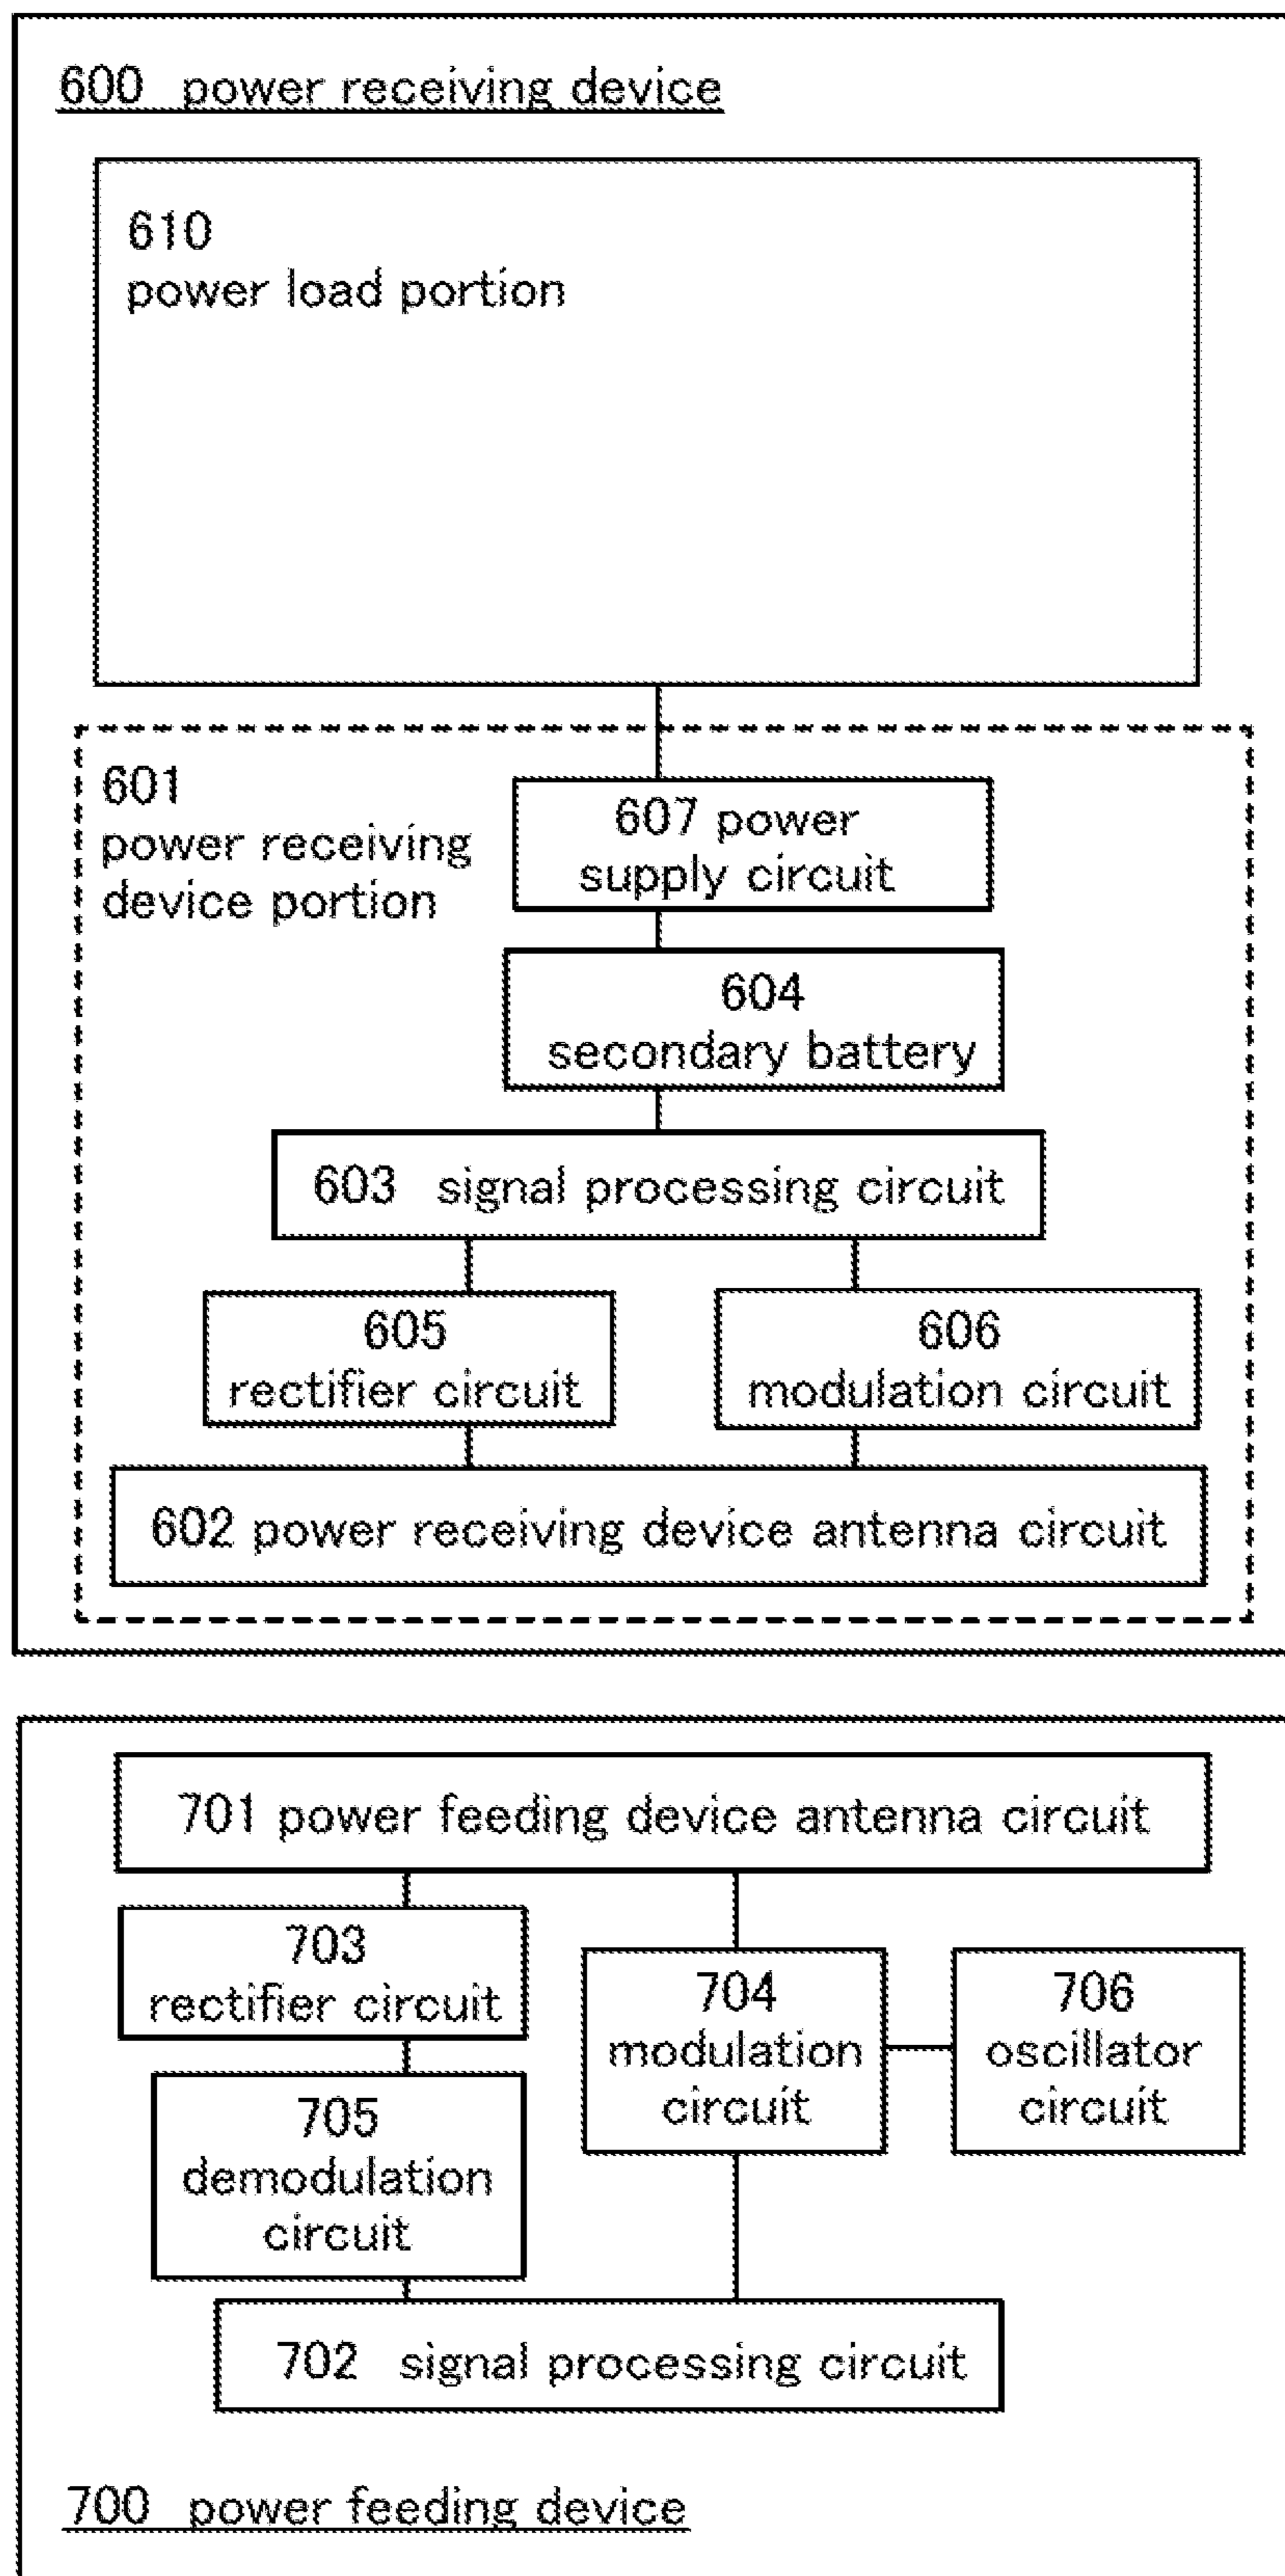 600 power receiving device
610
power load portion
601
power receiving
device portion
607 power
supply circuit
604
secondary battery
603 signal processing circuit
605
rectifier circuit
606
modulation circuit
602 power receiving device antenna circuit
701 power feeding device antenna circuit
703
rectifier circuit
704
modulation
circuit
706
oscillator
circuit
705
demodulation
circuit
702 signal processing circuit
700 power feeding device